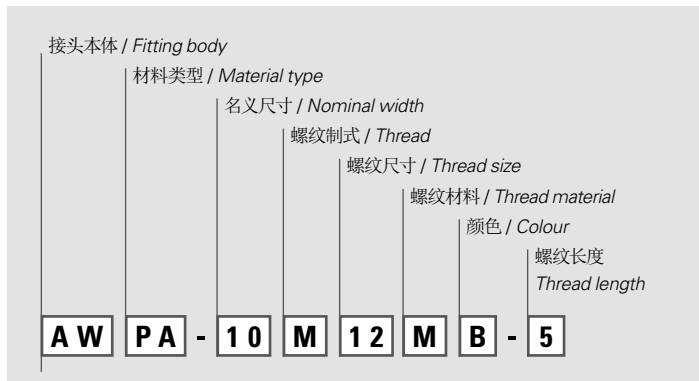 接头本体 / Fitting body
材料类型 / Material type
名义尺寸 / Nominal width
螺纹制式 / Thread
螺纹尺寸 / Thread size
螺纹材料 / Thread material
颜色 / Colour
螺纹长度
Thread length
AW PA - 10 M 12 M B - 5